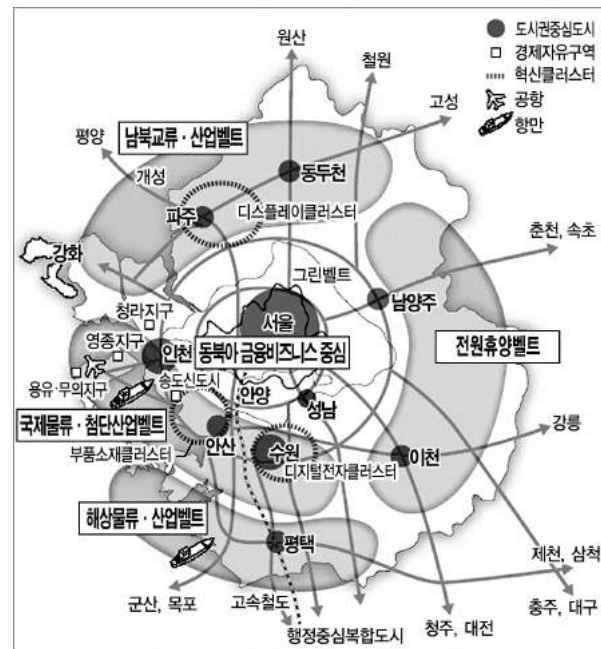 원산
철원
고성
도시권중심도시
경제자유구역
혁신클러스터
공항
항만
평양
개성
남북교류·산업벨트
동두천
파주
디스플레이클러스터
강화
그린벨트
춘천, 속초
남양주
청라지구
서울
영종지구
인천
동북아 금융비즈니스 중심
전원휴양벨트
용유·무의지구
송도신도시
안양
성남
국제물류·첨단산업벨트
안산
수원
이천
강릉
부품소재클러스터
디지털전자클러스터
해상물류·산업벨트
평택
제천, 삼척
군산, 목포
고속철도
행정중심복합도시
청주, 대전
충주, 대구